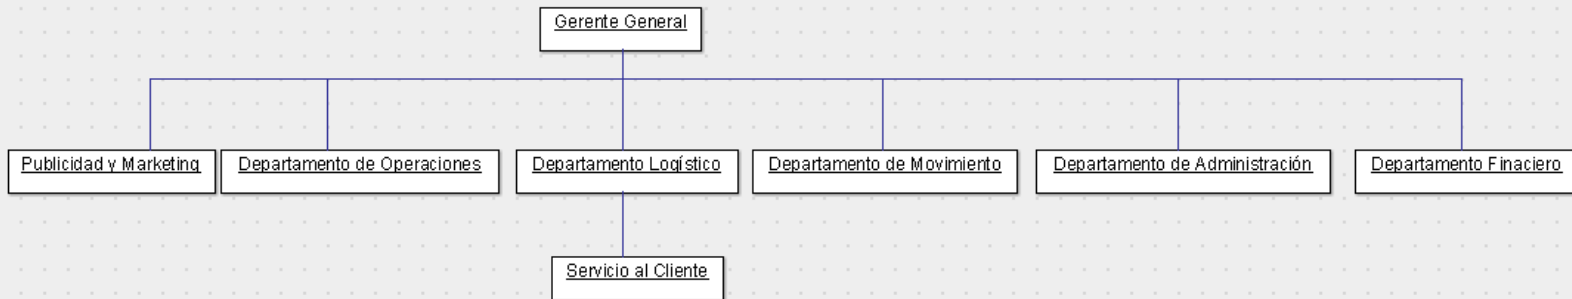 Gerente General
Publicidad y Marketing
Departamento de Operaciones
Departamento Logístico
Departamento de Movimiento
Departamento de Administración
Departamento Finaciero
Servicio al Cliente